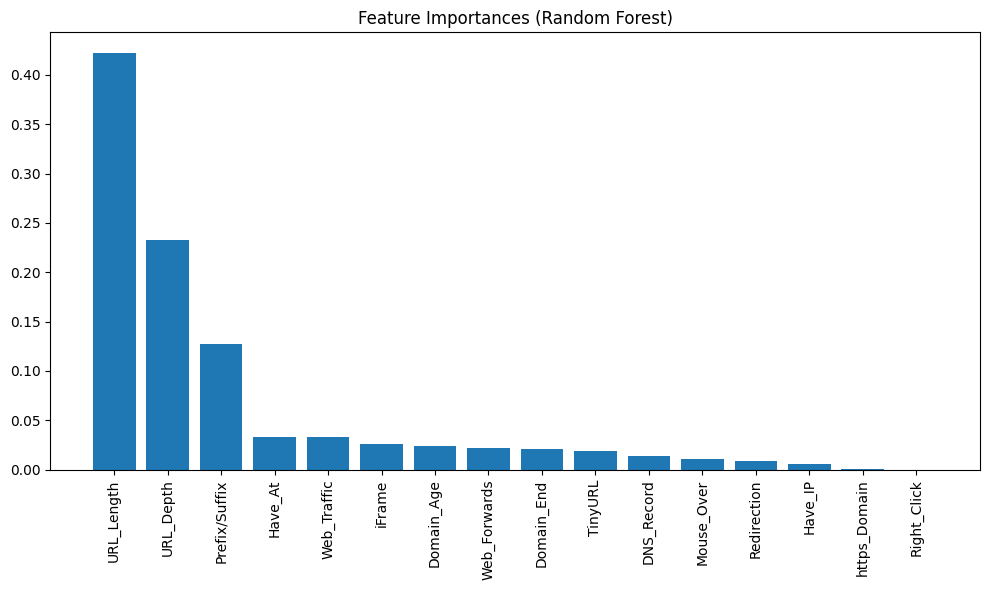 Feature Importances (Random Forest)
0.40
0.35
0.30
0.25
0.20
0.15
0.10
0.05
0.00
URL_Length
URL_Depth
Prefix/Suffix
Have_At
Web_Traffic
iFrame
Domain_Age
Web_Forwards
Domain_End
TinyURL
DNS_Record
Mouse_Over
Redirection
Have_IP
https_Domain
Right_Click